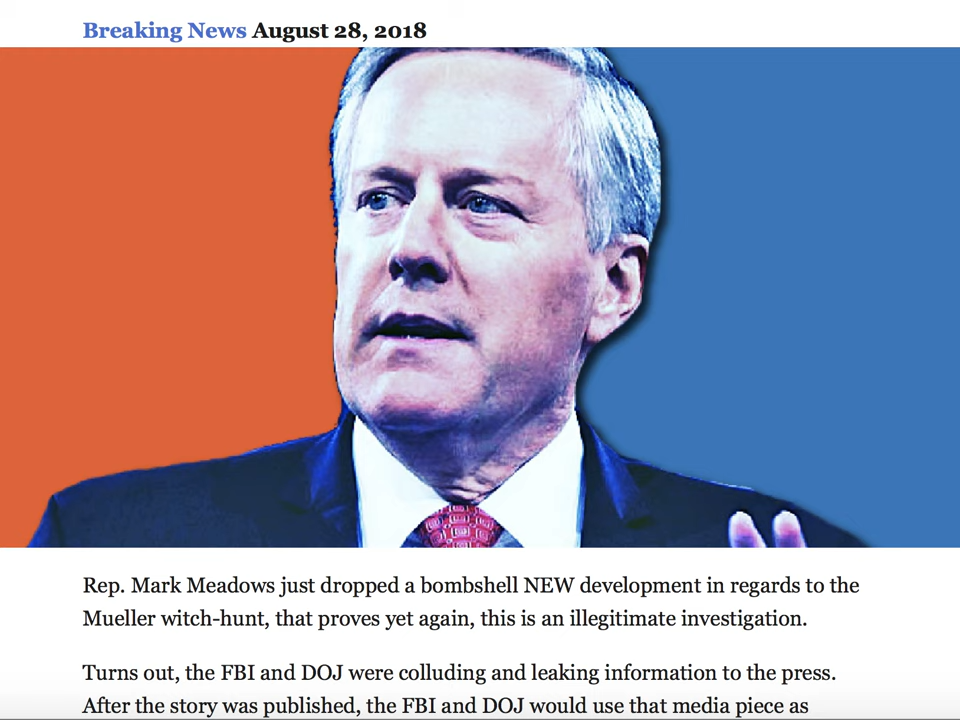 Breaking News August 28, 2018
Rep. Mark Meadows just dropped a bombshell NEW development in regards to the
Mueller witch-hunt, that proves yet again, this is an illegitimate investigation.
Turns out, the FBI and DOJ were colluding and leaking information to the press.
After the story was published, the FBI and DOJ would use that media piece as